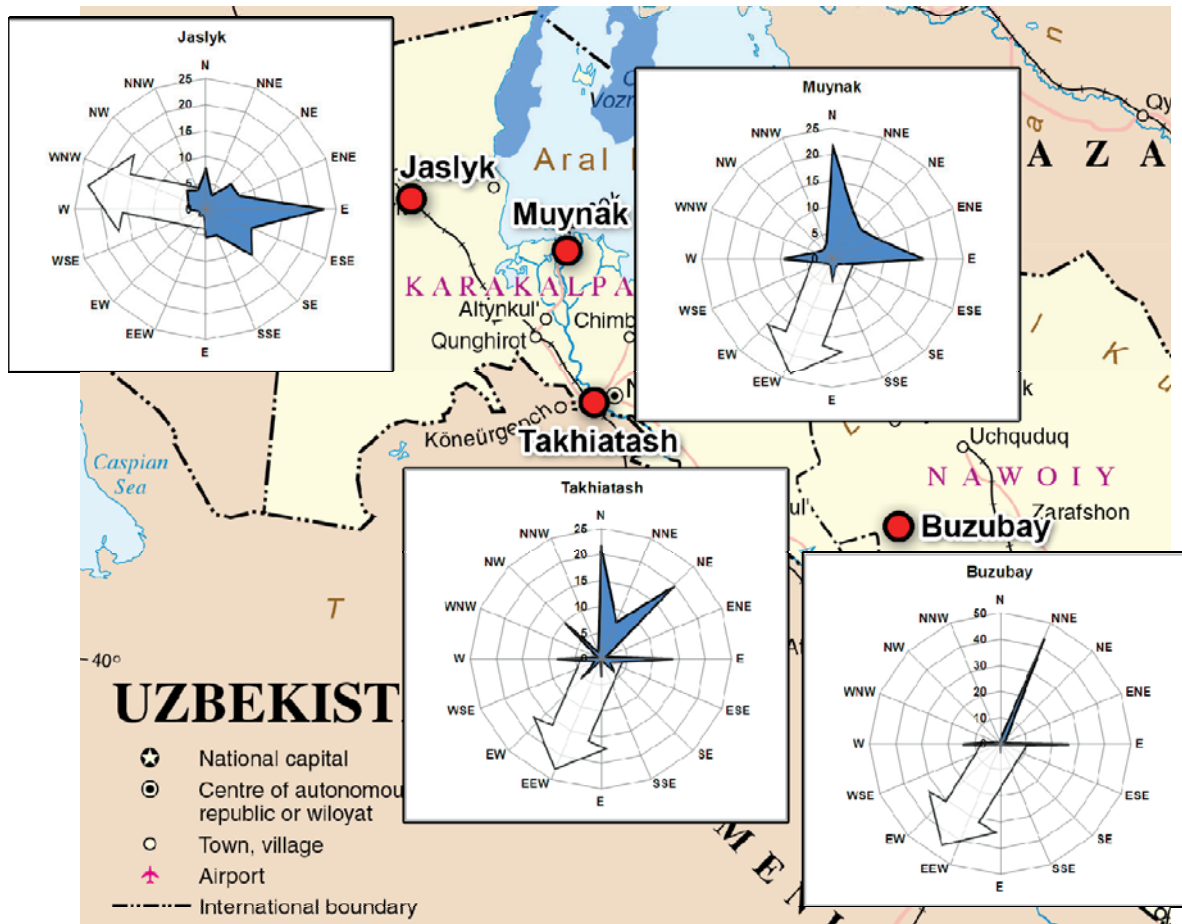 Jaslyk
N
NNE
NE
ENE
E
ESE
SE
SSE
E
EEW
EW
WSE
W
WNW
NW
NNW
25
20
15
10
5
0
Muynak
N
NNE
NE
ENE
E
ESE
SE
SSE
E
EEW
EW
WSE
W
WNW
NW
NNW
25
20
15
10
5
0
Jaslyk
Aral
Muynak
KARAKALPA
Altynkul'
Chimb
Qunghirot
Köneürgench
Takhiatash
Caspian
Sea
Qy
A Z A
Uchquduq
NAWOIY
Zarafshon
Buzubay
Takhiatash
N
NNE
NE
ENE
E
ESE
SE
SSE
E
EEW
EW
WSE
W
WNW
NW
NNW
25
20
15
10
5
0
Buzubay
N
NNE
NE
ENE
E
ESE
SE
SSE
E
EEW
EW
WSE
W
WNW
NW
NNW
50
40
30
20
10
0
T
40°
UZBEKIST
National capital
Centre of autonomou
republic or wiloyat
Town, village
Airport
International boundary
M E N